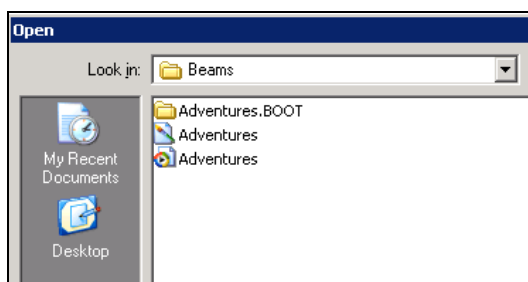 Open
Look in:
Beams
Adventures.BOOT
Adventures
Adventures
My Recent
Documents
Desktop